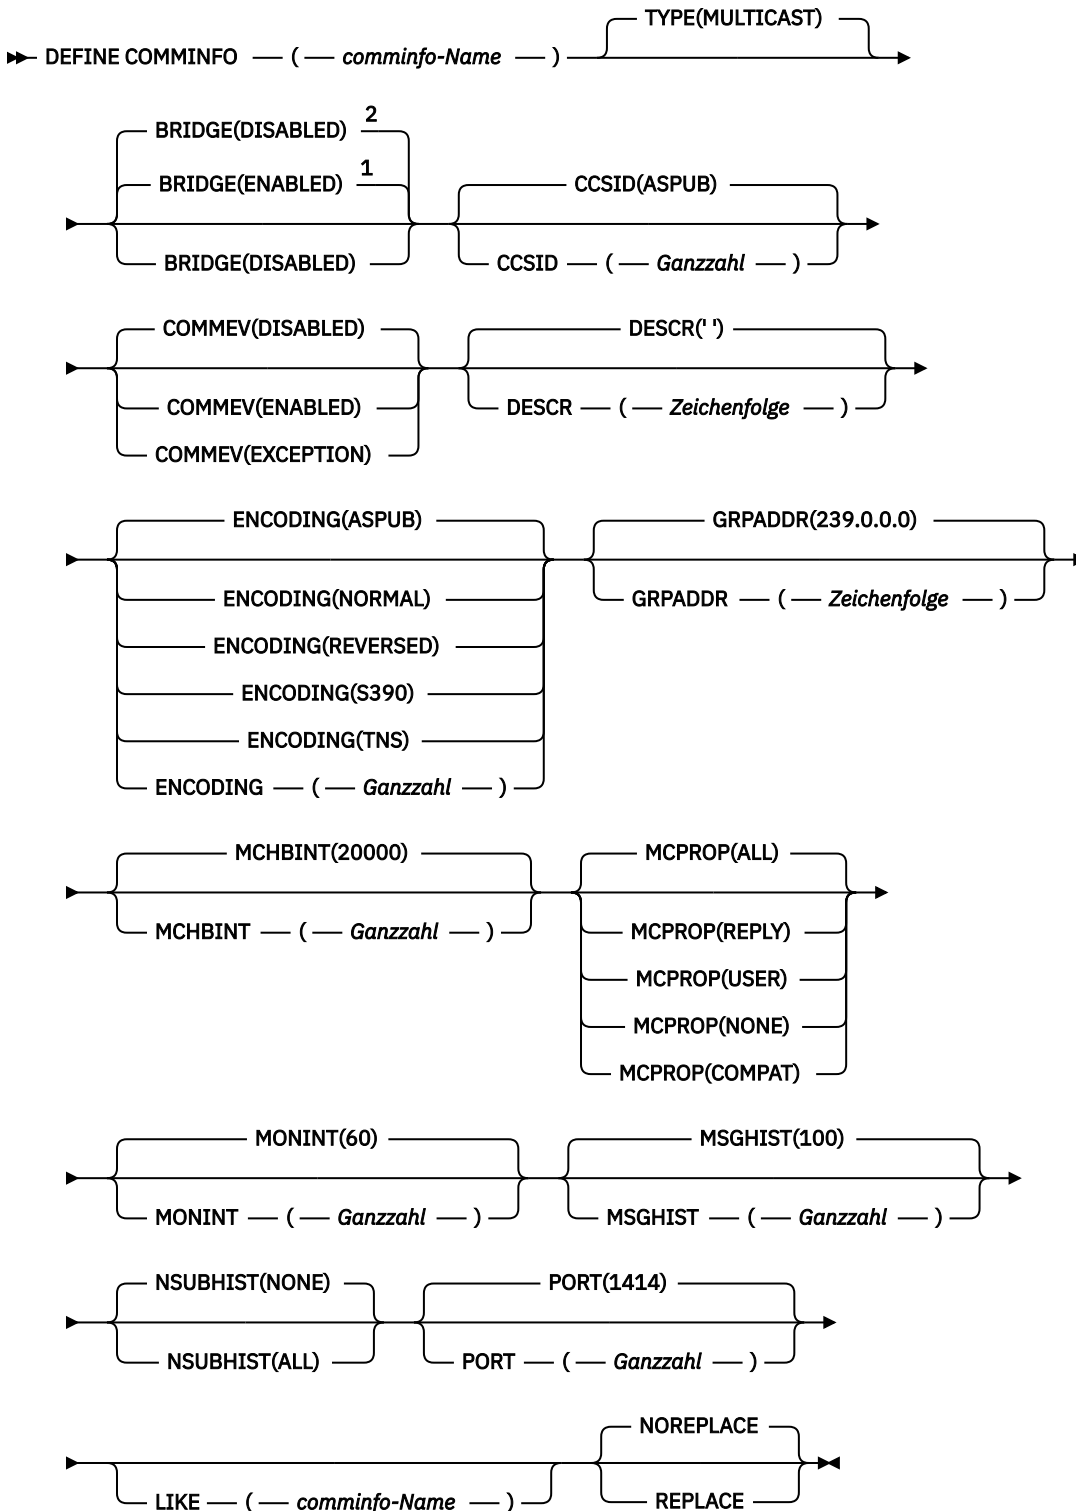 TYPE(MULTICAST)
DEFINE COMMINFO ( comminfo-Name )
BRIDGE(DISABLED) 2
BRIDGE(ENABLED) 1 CCSID(ASPUB)
BRIDGE(DISABLED) CCSID ( Ganzzahl )
COMMEV(DISABLED) DESCR(' ')
COMMEV(ENABLED) DESCR ( Zeichenfolge )
COMMEV(EXCEPTION)
ENCODING(ASPUB) GRPADDR(239.0.0.0)
ENCODING(NORMAL) GRPADDR ( Zeichenfolge )
ENCODING(REVERSED)
ENCODING(S390)
ENCODING(TNS)
ENCODING ( Ganzzahl )
MCHBINT(20000) MCPROP(ALL)
MCHBINT ( Ganzzahl ) MCPROP(REPLY)
MCPROP(USER)
MCPROP(NONE)
MCPROP(COMPAT)
MONINT(60) MSGHIST(100)
MONINT ( Ganzzahl ) MSGHIST ( Ganzzahl )
NSUBHIST(NONE) PORT(1414)
NSUBHIST(ALL) PORT ( Ganzzahl )
NOREPLACE
LIKE ( comminfo-Name ) REPLACE